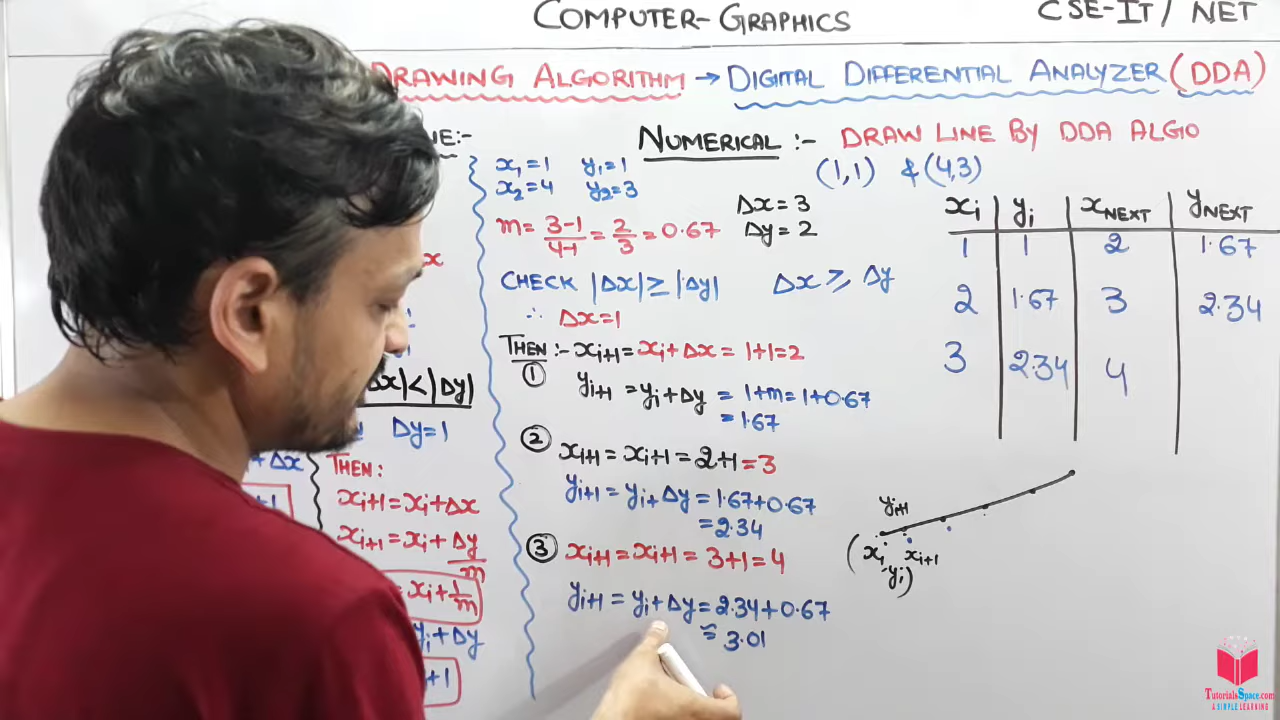 COMPUTER-GRAPHICS
CSE-IT/ NET
DRAWING ALGORITHM → DIGITAL DIFFERENTIAL ANALYZER (DDA)
NUMERICAL :- DRAW LINE BY DDA ALGO
(1,1) & (4,3)
x₁=1 y₁=1
x₂=4 y₂=3
Δx=3
Δy=2
m= (3-1)/(4-1) = 2/3 = 0.67
CHECK |Δx|≥|Δy| Δx ≥ Δy
∴ Δx=1
THEN :- xi+1=xi+Δx= 1+1=2
①
yi+1 =yi+Δy = 1+m=1+0.67
= 1.67
② xi+1= xi+1=2+1=3
yi+1= yi+Δy=1.67+0.67
=2.34
③ xi+1=xi+1= 3+1=4
yi+1 = yi+Δy=2.34+0.67
≈ 3.01
xi yi xNEXT yNEXT
1 1 2 1.67
2 1.67 3 2.34
3 2.34 4
yi+1
(xi, yi) xi+1
|<|Δy|
Δy=1
+Δx
THEN:
xi+1=xi+Δx
xi+1=xi+Δy/m
=xi+1/m
yi+Δy
+1
TutorialsSpace.com
A SIMPLE LEARNING